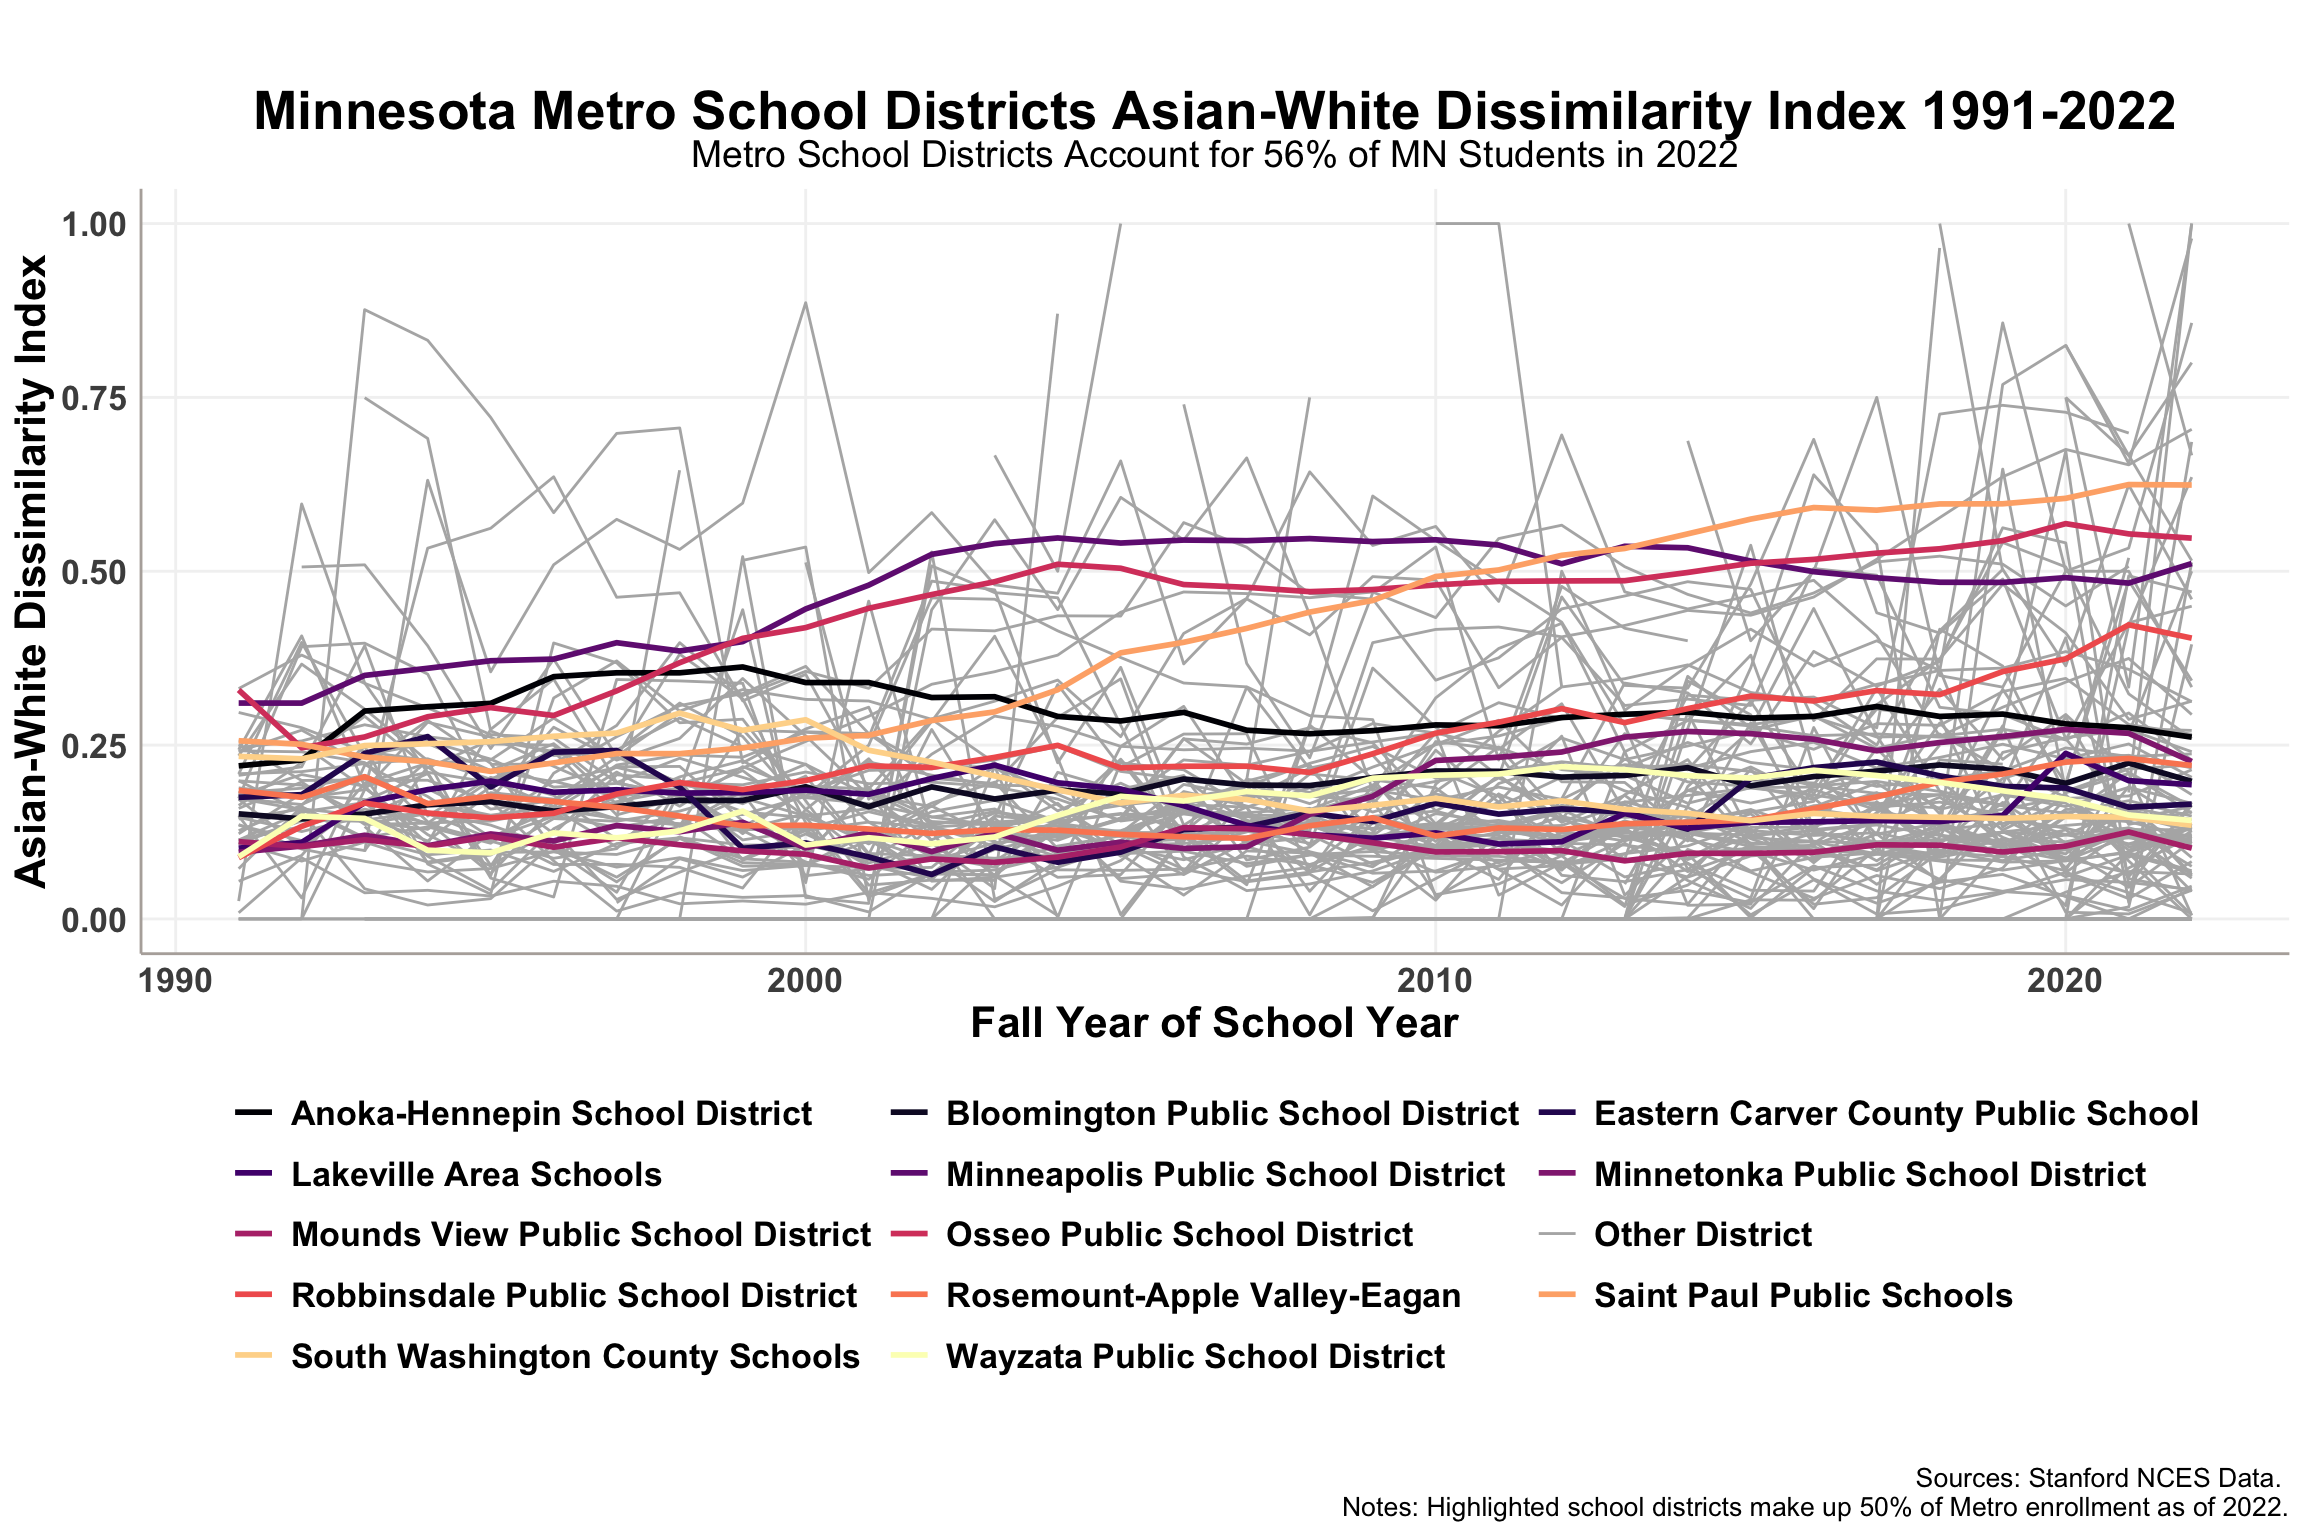 Minnesota Metro School Districts Asian-White Dissimilarity Index 1991-2022
Metro School Districts Account for 56% of MN Students in 2022
Asian-White Dissimilarity Index
1.00
0.75
0.50
0.25
0.00
1990 2000 2010 2020
Fall Year of School Year
Anoka-Hennepin School District Bloomington Public School District Eastern Carver County Public School
Lakeville Area Schools Minneapolis Public School District Minnetonka Public School District
Mounds View Public School District Osseo Public School District Other District
Robbinsdale Public School District Rosemount-Apple Valley-Eagan Saint Paul Public Schools
South Washington County Schools Wayzata Public School District
Sources: Stanford NCES Data.
Notes: Highlighted school districts make up 50% of Metro enrollment as of 2022.